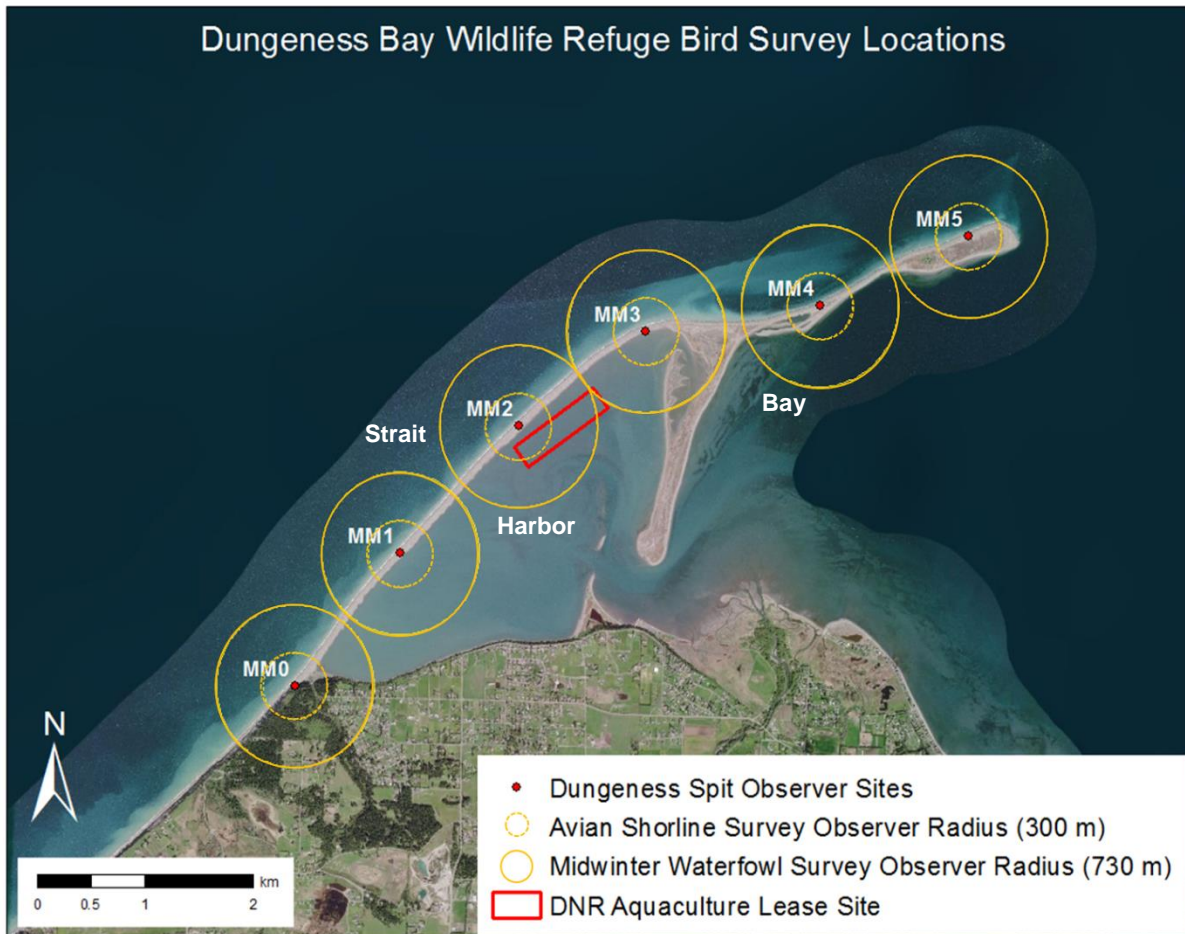 Dungeness Bay Wildlife Refuge Bird Survey Locations
MM5
MM4
MM3
Bay
MM2
Strait
Harbor
MM1
MM0
N
0 0.5 1 2 km
Dungeness Spit Observer Sites
Avian Shorline Survey Observer Radius (300 m)
Midwinter Waterfowl Survey Observer Radius (730 m)
DNR Aquaculture Lease Site